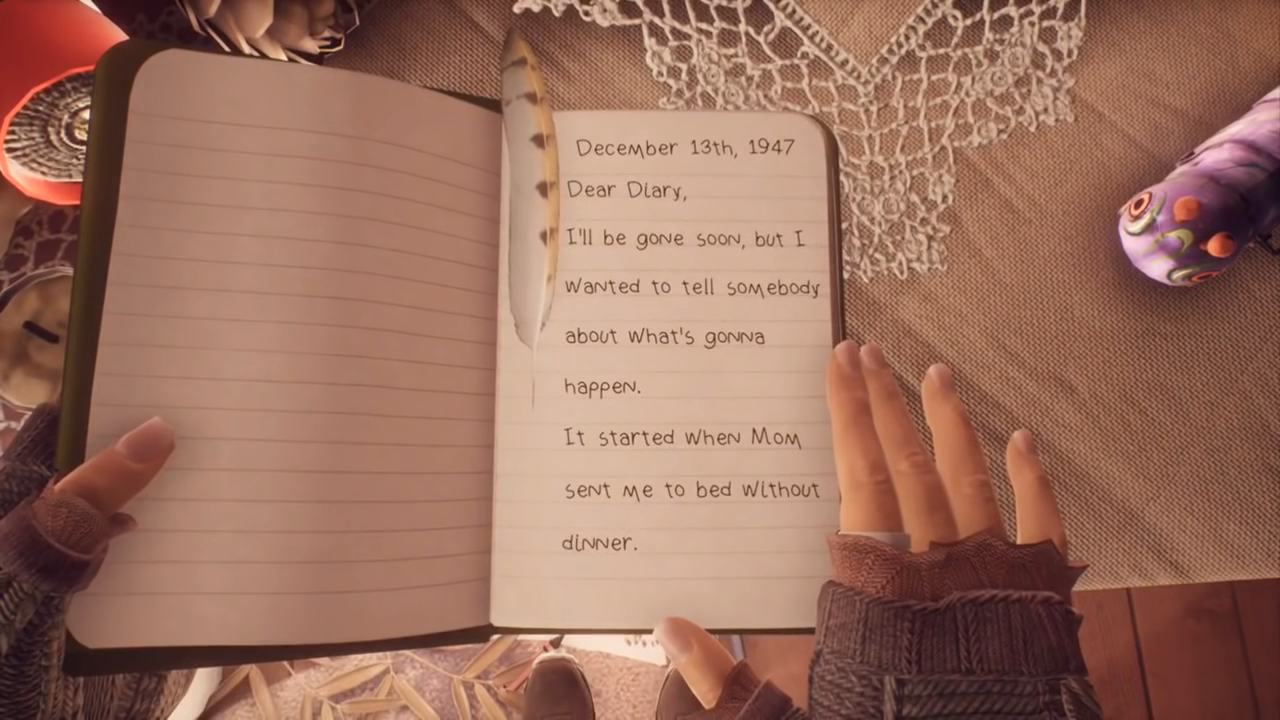 December 13th, 1947
Dear Diary,
I'll be gone soon, but I
wanted to tell somebody
about what's gonna
happen.
It started when Mom
sent me to bed without
dinner.